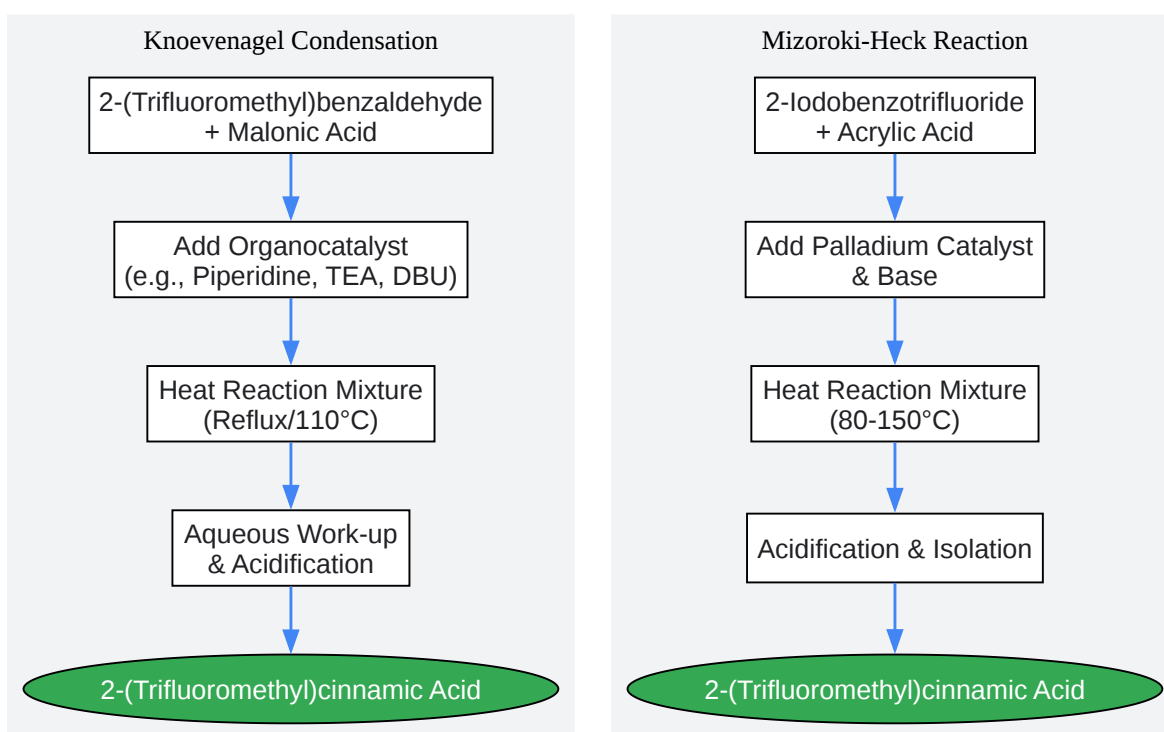 Knoevenagel Condensation
2-(Trifluoromethyl)benzaldehyde
+ Malonic Acid
Add Organocatalyst
(e.g., Piperidine, TEA, DBU)
Heat Reaction Mixture
(Reflux/110°C)
Aqueous Work-up
& Acidification
2-(Trifluoromethyl)cinnamic Acid
Mizoroki-Heck Reaction
2-Iodobenzotrifluoride
+ Acrylic Acid
Add Palladium Catalyst
& Base
Heat Reaction Mixture
(80-150°C)
Acidification & Isolation
2-(Trifluoromethyl)cinnamic Acid